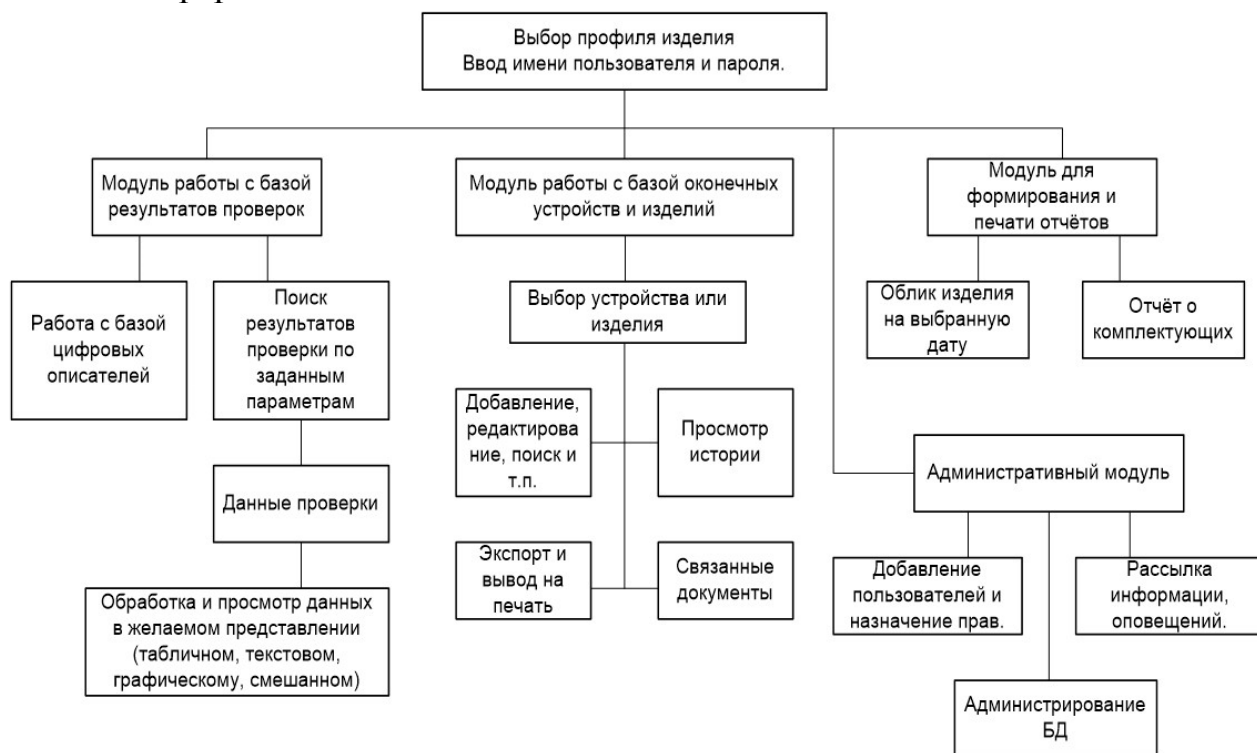 Выбор профиля изделия
Ввод имени пользователя и пароля.
Модуль работы с базой
результатов проверок
Модуль работы с базой оконечных
устройств и изделий
Модуль для
формирования и
печати отчётов
Работа с базой
цифровых
описателей
Поиск
результатов
проверки по
заданным
параметрам
Выбор устройства или
изделия
Облик изделия
на выбранную
дату
Отчёт о
комплектующих
Добавление,
редактирова
ние, поиск и
т.п.
Просмотр
истории
Административный модуль
Данные проверки
Экспорт и
вывод на
печать
Связанные
документы
Добавление
пользователей и
назначение прав.
Рассылка
информации,
оповещений.
Обработка и просмотр данных
в желаемом представлении
(табличном, текстовом,
графическому, смешанном)
Администрирование
БД